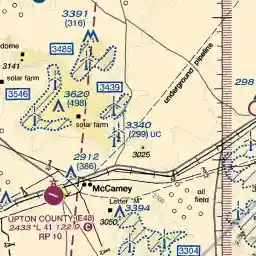 3391
(316)
3485
dome
3141
solar farm
underground pipeline
298
3546
3620
(498)
3439
solar farm
3340
(299) UC
3025
2912
(386)
McCamey
oil
field
UPTON COUNTY (E48)
2433 *L 41 122.9 C
RP 10
Letter "M"
3050
3394
3304